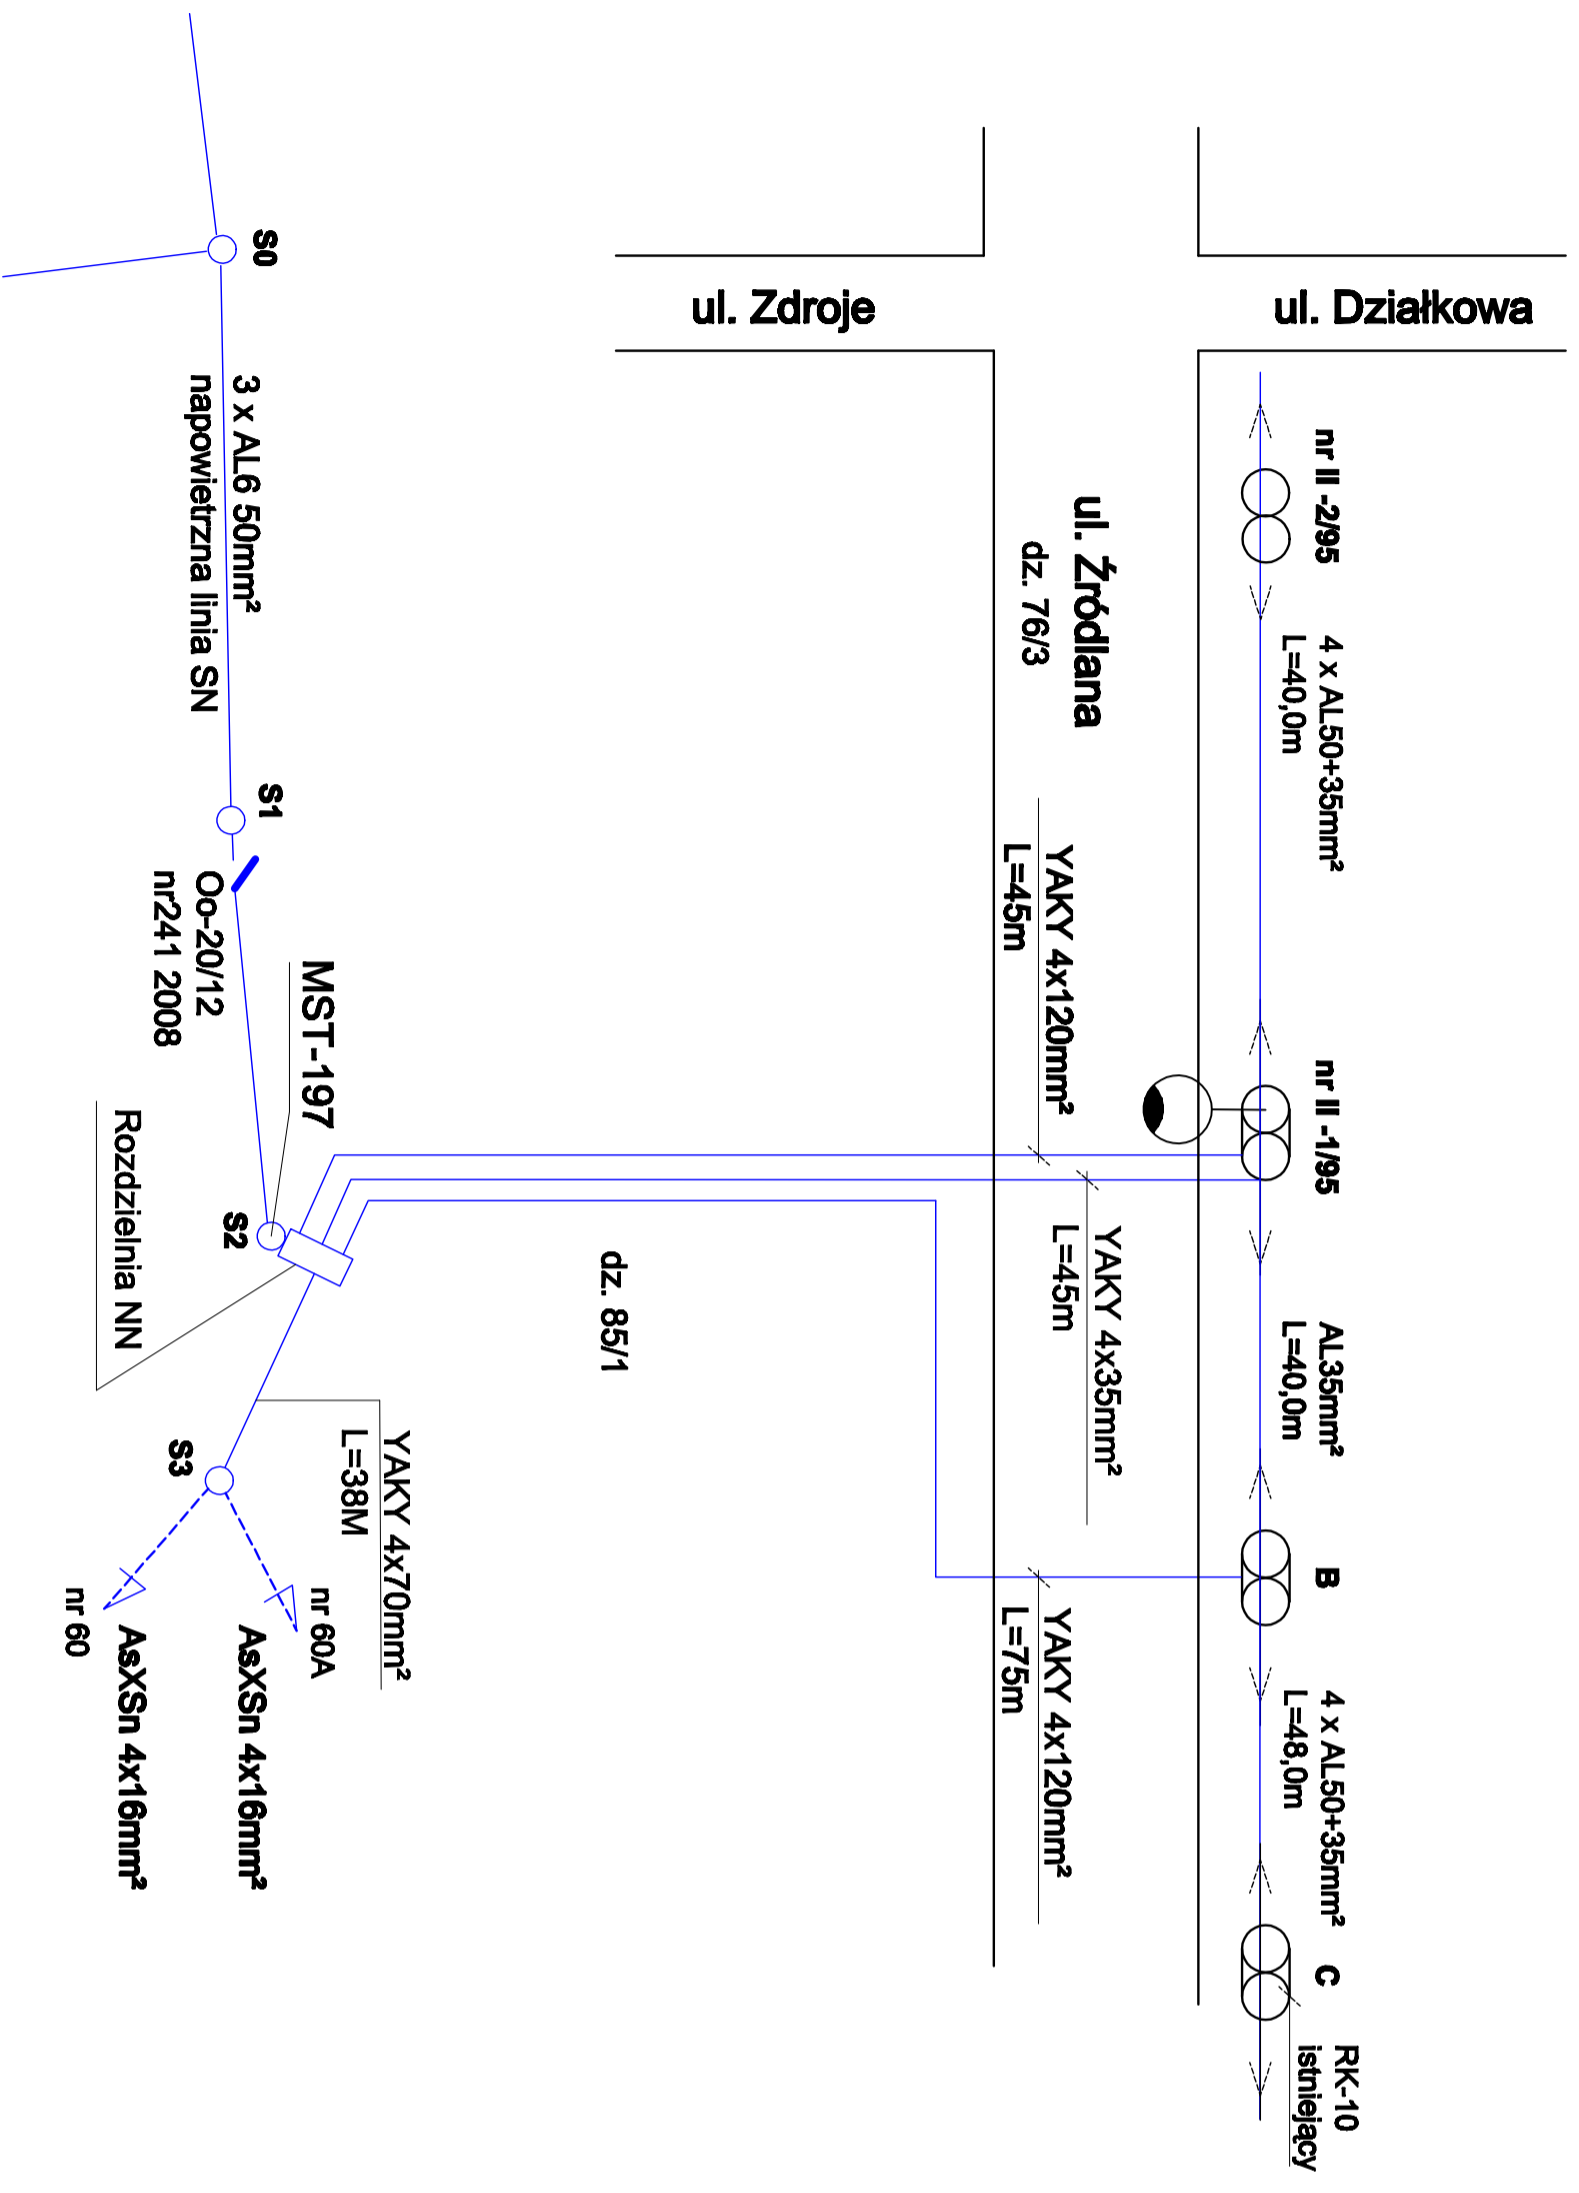 ul. Zdroje
ul. Działkowa
nr II -2/95
4 x AL50+35mm²
L=40,0m
nr II -1/95
AL35mm²
L=40,0m
B
4 x AL50+35mm²
L=48,0m
C
RK-10
istniejący
ul. Źródlana
dz. 76/3
YAKY 4x120mm²
L=45m
YAKY 4x35mm²
L=45m
YAKY 4x120mm²
L=75m
dz. 85/1
s0
3 x AL6 50mm²
napowietrzna linia SN
s1
Oo-20/12
nr241 2008
MST-197
s2
Rozdzielnia NN
YAKY 4x70mm²
L=38M
s3
nr 60A
AsXSn 4x16mm²
AsXSn 4x16mm²
nr 60